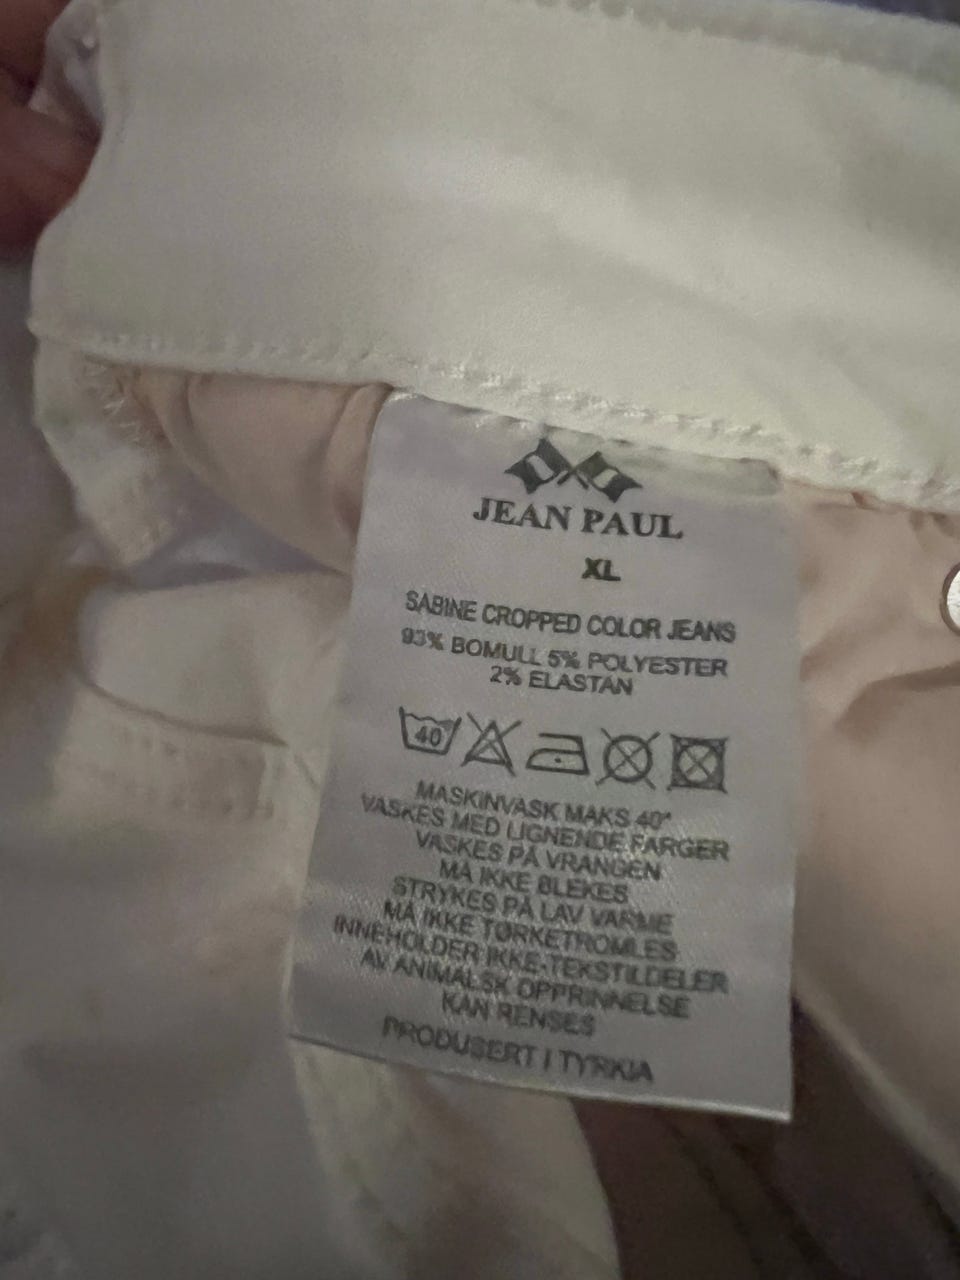 JEAN PAUL
XL
SABINE CROPPED COLOR JEANS
93% BOMULL 5% POLYESTER
2% ELASTAN
40
MASKINVASK MAKS 40°
VASKES MED LIGNENDE FARGER
VASKES PÅ VRANGEN
MÅ IKKE BLEKES
STRYKES PÅ LAV VARME
MÅ IKKE TØRKETROMLES
INNEHOLDER IKKE-TEKSTILDELER
AV ANIMALSK OPPRINNELSE
KAN RENSES
PRODUSERT I TYRKIA